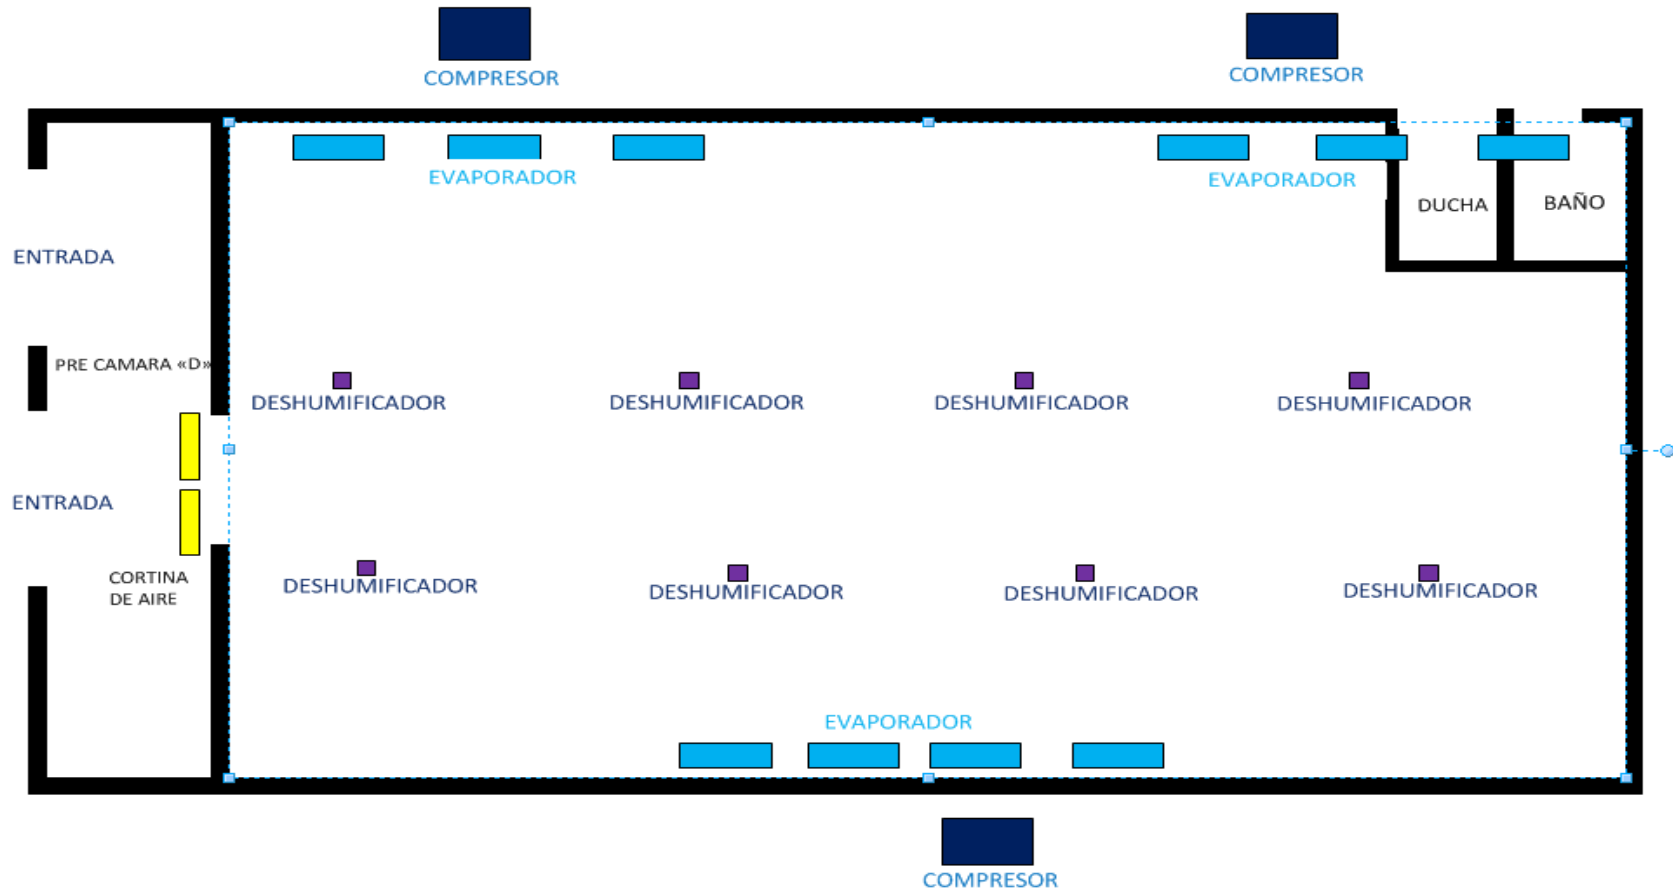 COMPRESOR
COMPRESOR
EVAPORADOR
EVAPORADOR
DUCHA
BAÑO
ENTRADA
PRE CAMARA «D»
DESHUMIFICADOR
DESHUMIFICADOR
DESHUMIFICADOR
DESHUMIFICADOR
ENTRADA
CORTINA
DE AIRE
DESHUMIFICADOR
DESHUMIFICADOR
DESHUMIFICADOR
DESHUMIFICADOR
EVAPORADOR
COMPRESOR